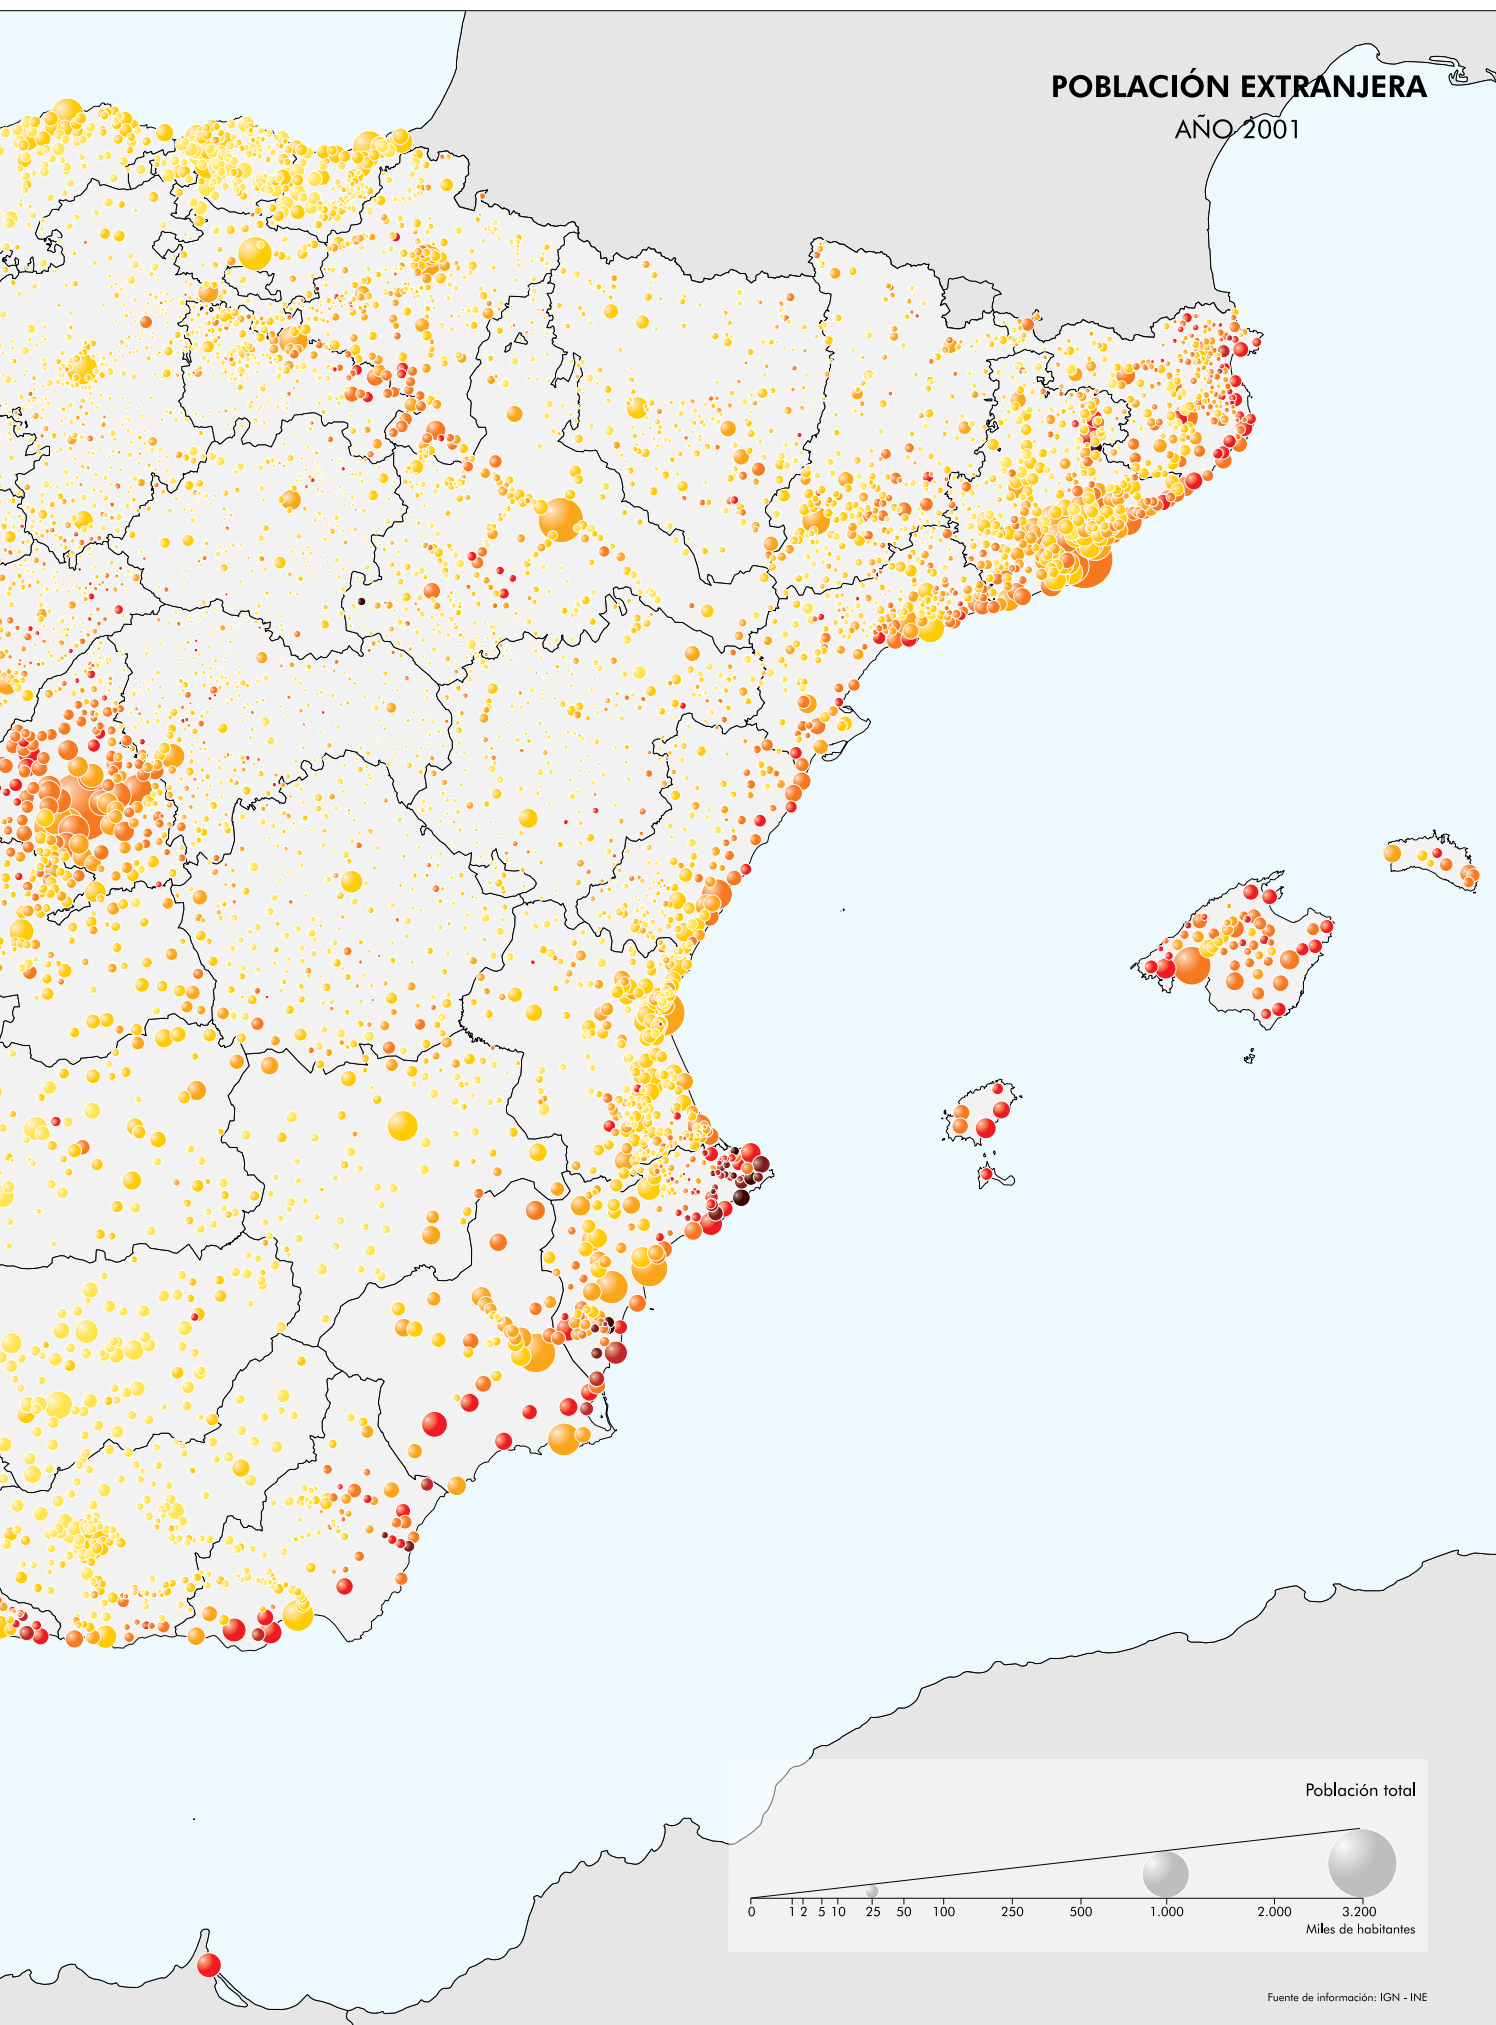 POBLACIÓN EXTRANJERA
AÑO 2001
Población total
0 1 2 5 10 25 50 100 250 500 1.000 2.000 3.200
Miles de habitantes
Fuente de información: IGN - INE